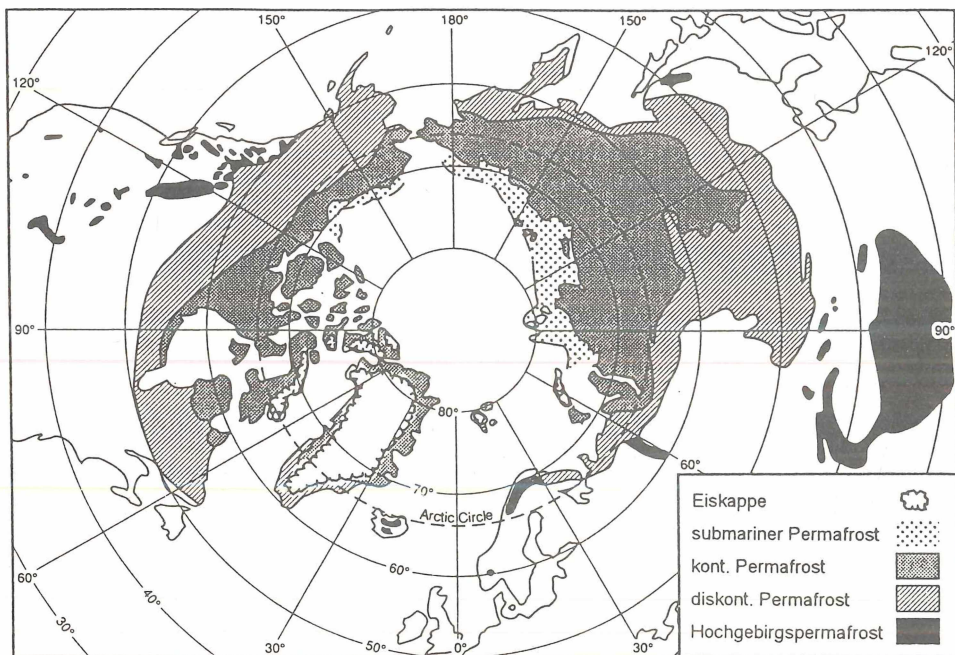 150°
180°
150°
120°
120°
90°
90°
80°
70°
Arctic Circle
60°
60°
60°
50°
40°
30°
0°
30°
Eiskappe
submariner Permafrost
kont. Permafrost
diskont. Permafrost
Hochgebirgspermafrost